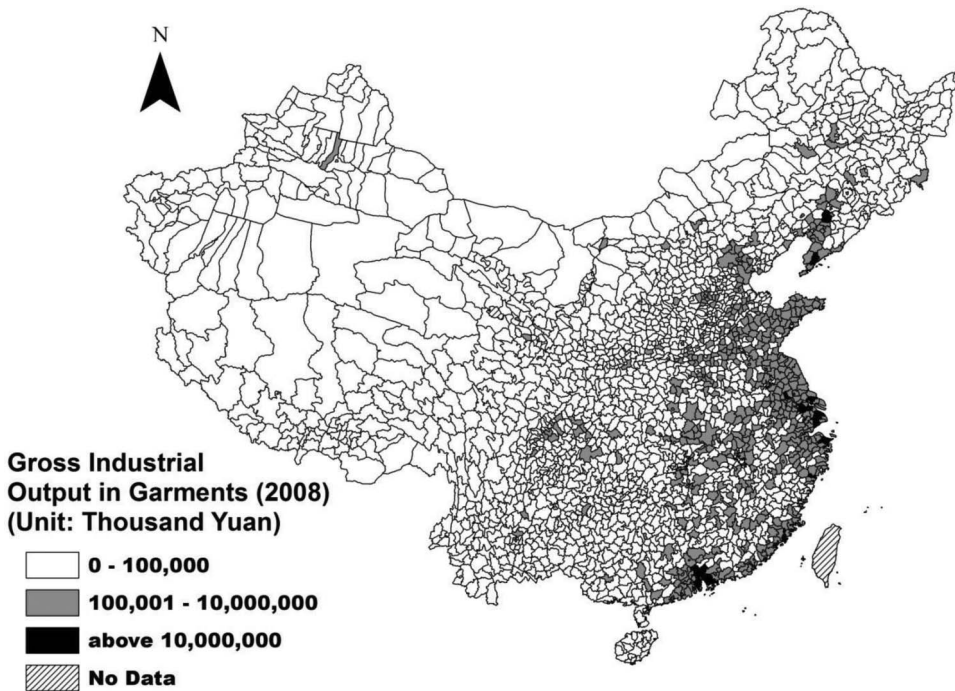 N
Gross Industrial
Output in Garments (2008)
(Unit: Thousand Yuan)
0 - 100,000
100,001 - 10,000,000
above 10,000,000
No Data